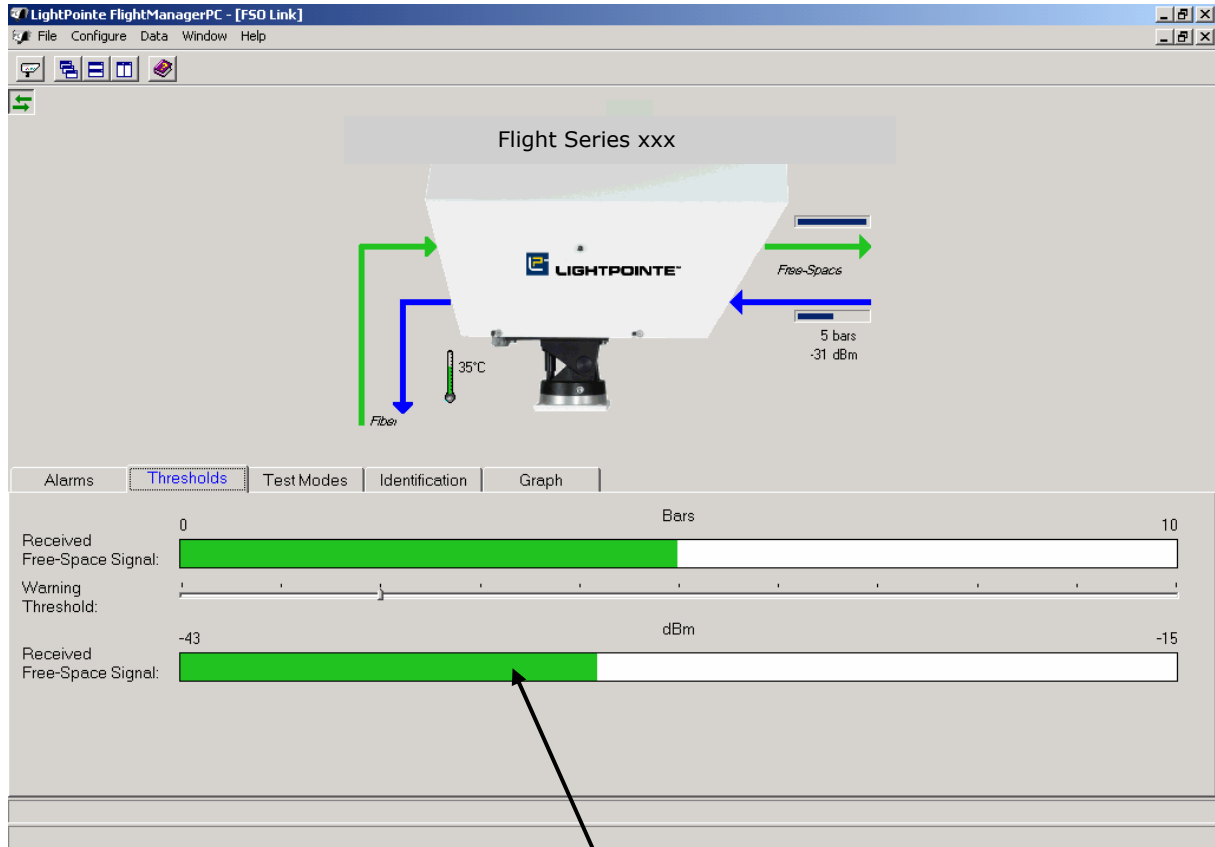 LightPointe FlightManagerPC - [FSO Link]
File Configure Data Window Help
Flight Series xxx
LIGHTPOINTE
Free-Space
5 bars
-31 dBm
35°C
Fiber
Alarms Thresholds Test Modes Identification Graph
0 Bars 10
Received
Free-Space Signal:
Warning
Threshold:
-43 dBm -15
Received
Free-Space Signal: